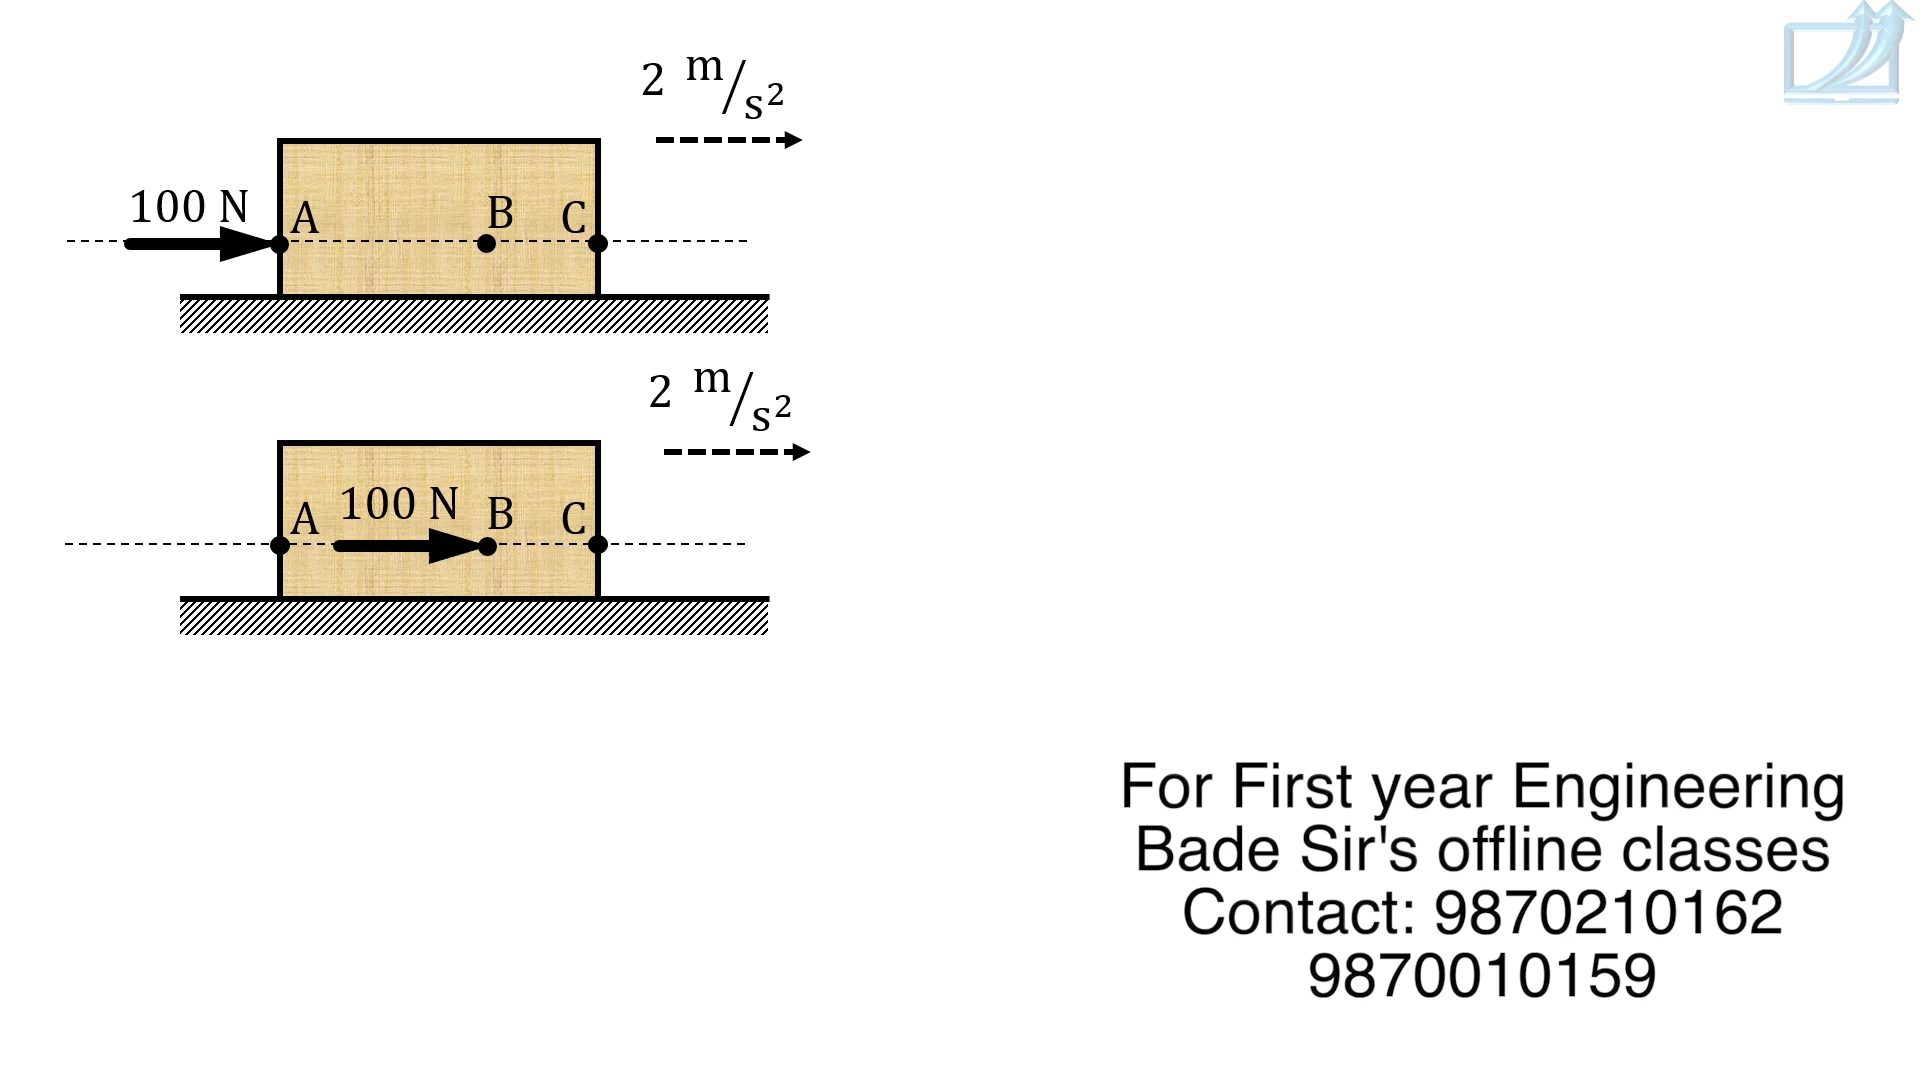 2 m/s²
100 N
A
B
C
2 m/s²
A
100 N
B
C
For First year Engineering
Bade Sir's offline classes
Contact: 9870210162
9870010159